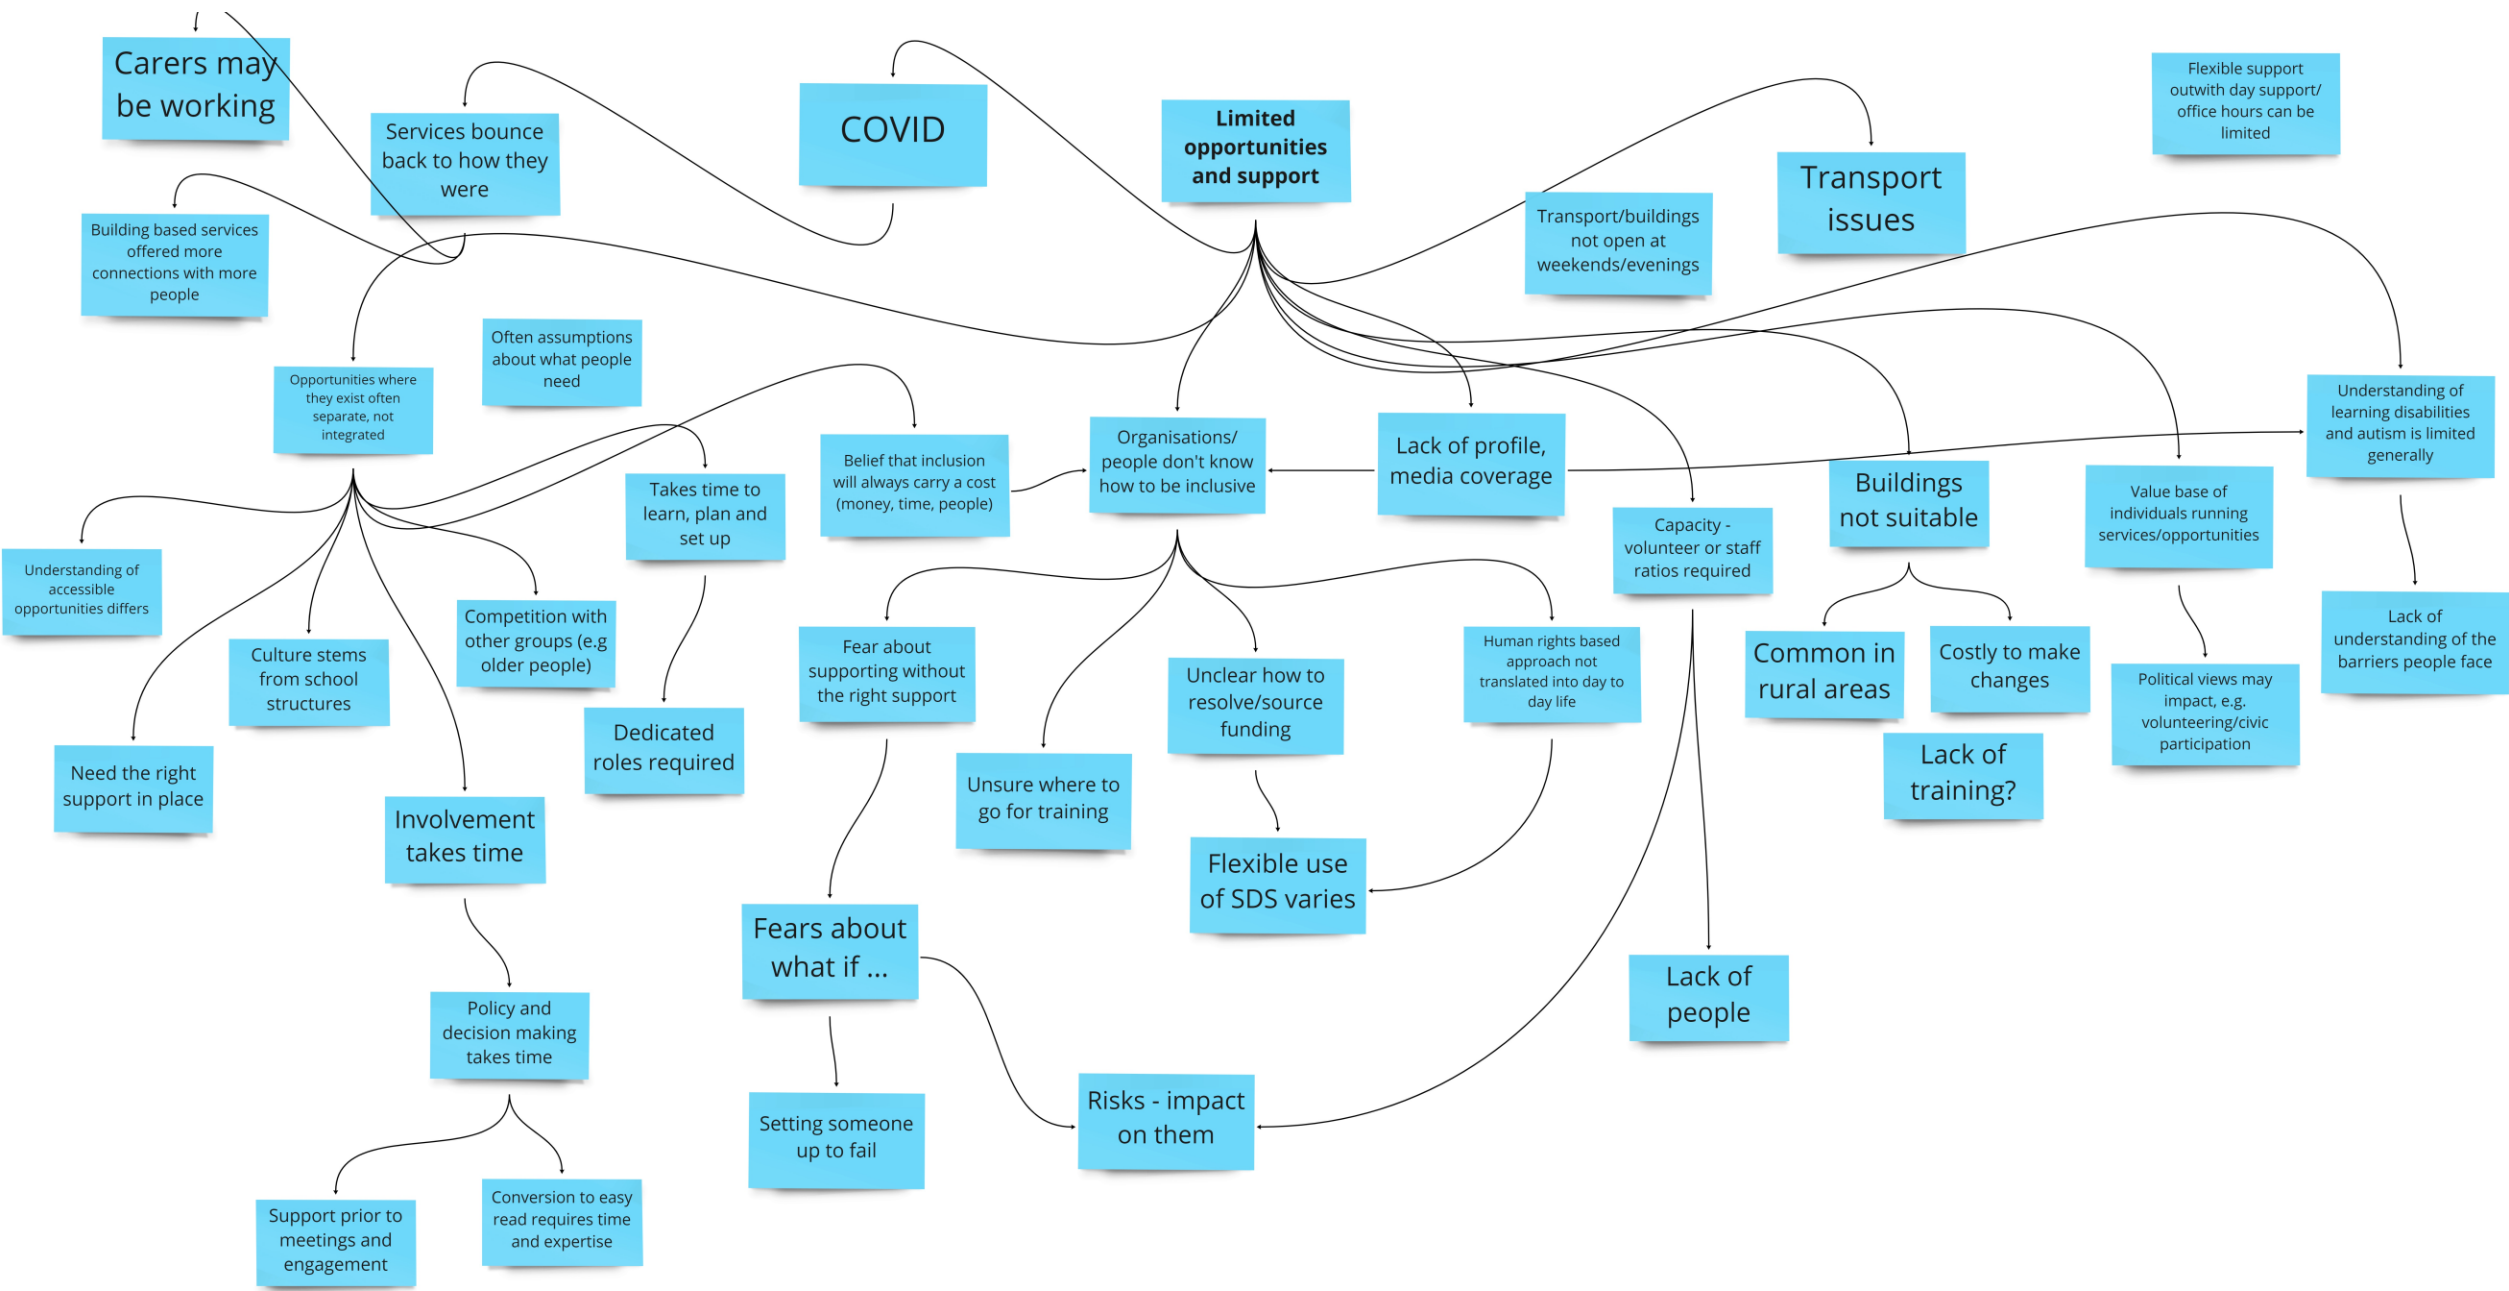 Carers may
be working
Services bounce
back to how they
were
COVID
Limited
opportunities
and support
Transport/buildings
not open at
weekends/evenings
Transport
issues
Flexible support
outwith day support/
office hours can be
limited
Building based services
offered more
connections with more
people
Often assumptions
about what people
need
Opportunities where
they exist often
separate, not
integrated
Takes time to
learn, plan and
set up
Belief that inclusion
will always carry a cost
(money, time, people)
Organisations/
people don't know
how to be inclusive
Lack of profile,
media coverage
Capacity -
volunteer or staff
ratios required
Buildings
not suitable
Value base of
individuals running
services/opportunities
Understanding of
learning disabilities
and autism is limited
generally
Understanding of
accessible
opportunities differs
Culture stems
from school
structures
Competition with
other groups (e.g
older people)
Need the right
support in place
Dedicated
roles required
Involvement
takes time
Fear about
supporting without
the right support
Unsure where to
go for training
Unclear how to
resolve/source
funding
Human rights based
approach not
translated into day to
day life
Common in
rural areas
Costly to make
changes
Lack of
training?
Political views may
impact, e.g.
volunteering/civic
participation
Lack of
understanding of the
barriers people face
Flexible use
of SDS varies
Fears about
what if ...
Lack of
people
Policy and
decision making
takes time
Setting someone
up to fail
Risks - impact
on them
Support prior to
meetings and
engagement
Conversion to easy
read requires time
and expertise